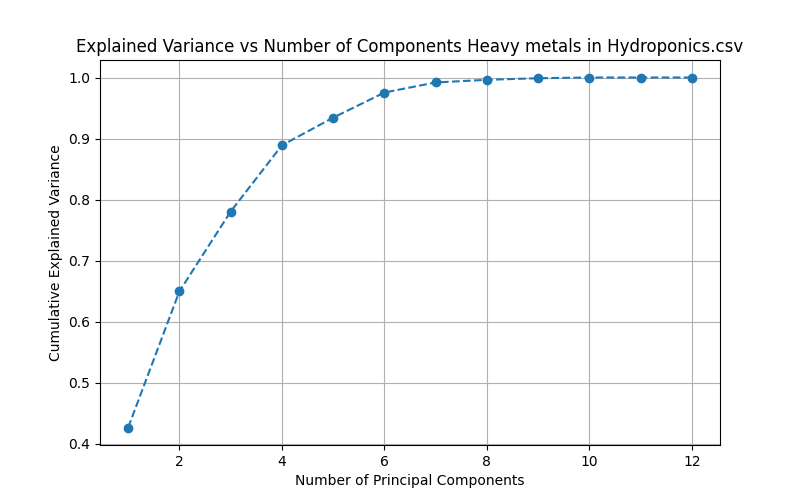 Explained Variance vs Number of Components Heavy metals in Hydroponics.csv
1.0
0.9
0.8
0.7
0.6
0.5
0.4
Cumulative Explained Variance
2 4 6 8 10 12
Number of Principal Components